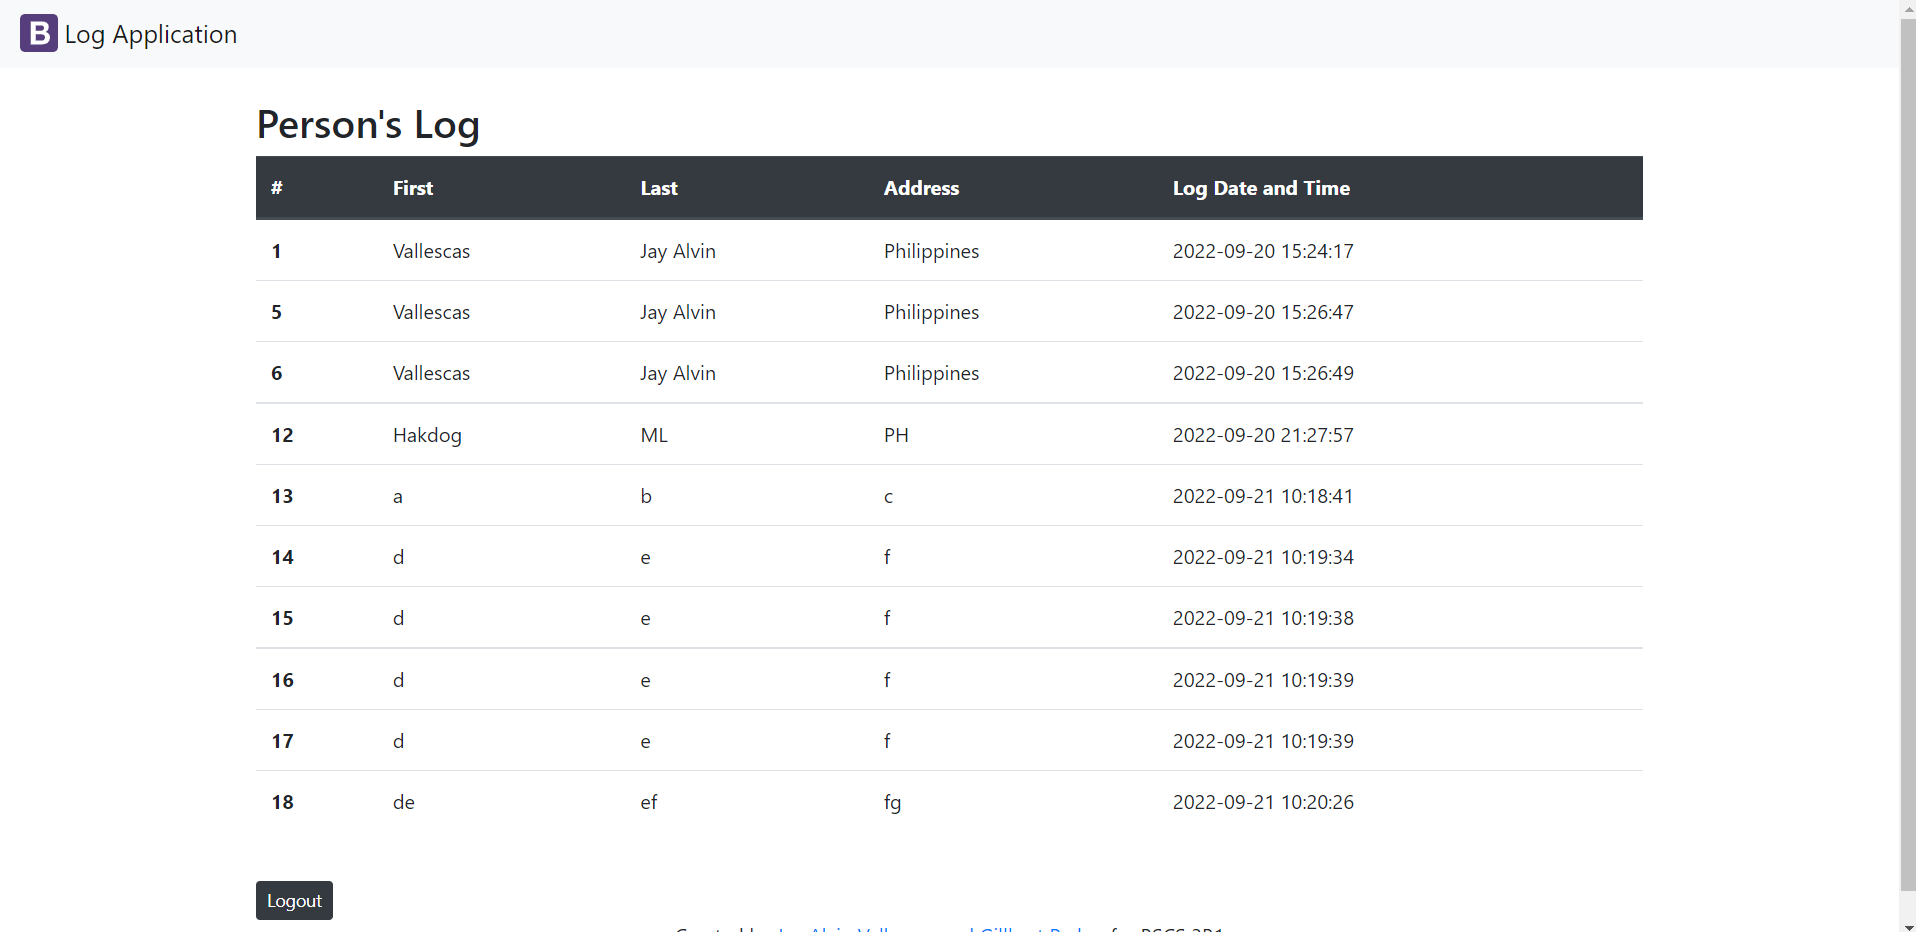 B Log Application
Person's Log
# First Last Address Log Date and Time
1 Vallescas Jay Alvin Philippines 2022-09-20 15:24:17
5 Vallescas Jay Alvin Philippines 2022-09-20 15:26:47
6 Vallescas Jay Alvin Philippines 2022-09-20 15:26:49
12 Hakdog ML PH 2022-09-20 21:27:57
13 a b c 2022-09-21 10:18:41
14 d e f 2022-09-21 10:19:34
15 d e f 2022-09-21 10:19:38
16 d e f 2022-09-21 10:19:39
17 d e f 2022-09-21 10:19:39
18 de ef fg 2022-09-21 10:20:26
Logout